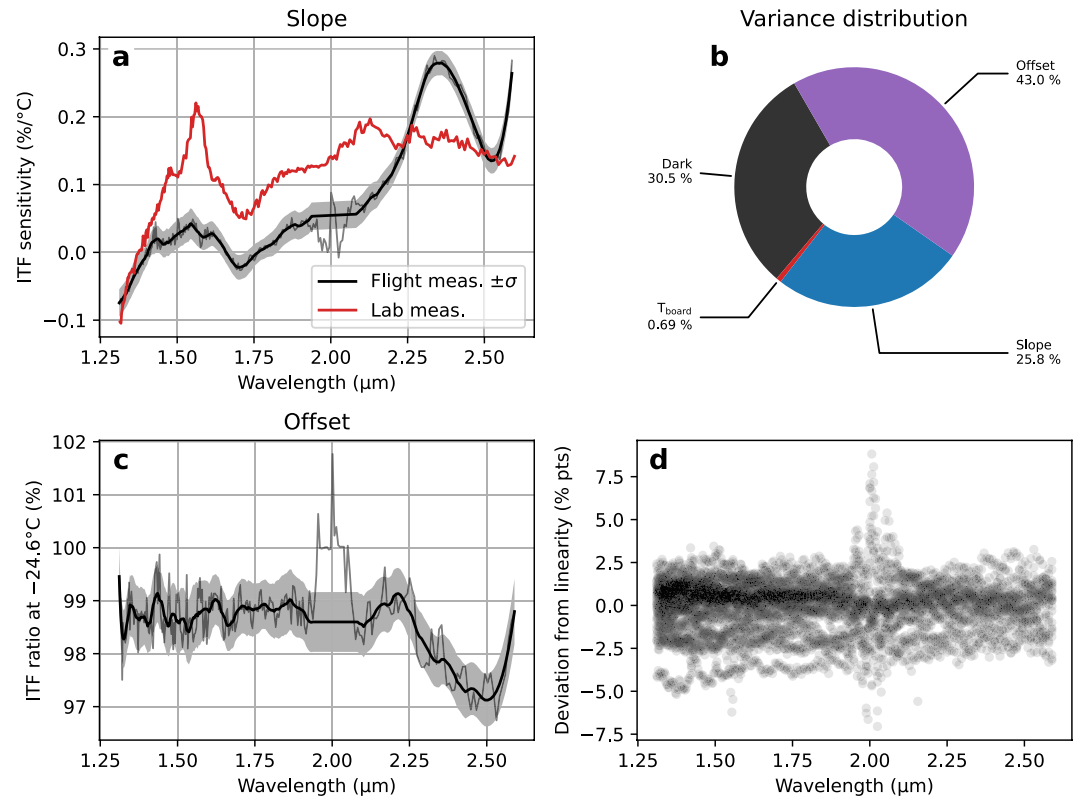 Slope
a
0.3
0.2
0.1
0.0
−0.1
ITF sensitivity (%/°C)
Flight meas. ±σ
Lab meas.
1.25 1.50 1.75 2.00 2.25 2.50
Wavelength (μm)
Variance distribution
b
Offset
43.0 %
Dark
30.5 %
Tboard
0.69 %
Slope
25.8 %
Offset
c
102
101
100
99
98
97
ITF ratio at −24.6°C (%)
1.25 1.50 1.75 2.00 2.25 2.50
Wavelength (μm)
d
7.5
5.0
2.5
0.0
−2.5
−5.0
−7.5
Deviation from linearity (% pts)
1.25 1.50 1.75 2.00 2.25 2.50
Wavelength (μm)